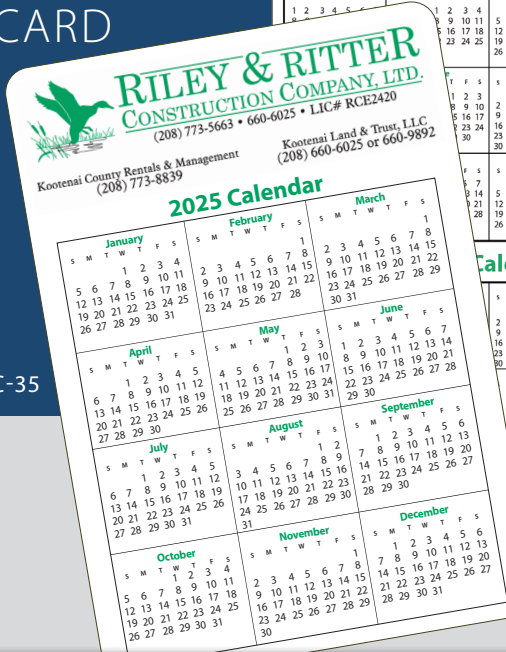 CARD
C-35
RILEY & RITTER
CONSTRUCTION COMPANY, LTD.
(208) 773-5663 • 660-6025 • LIC# RCE2420
Kootenai County Rentals & Management
(208) 773-8839
Kootenai Land & Trust, LLC
(208) 660-6025 or 660-9892
2025 Calendar
January
S M T W T F S
1 2 3 4
5 6 7 8 9 10 11
12 13 14 15 16 17 18
19 20 21 22 23 24 25
26 27 28 29 30 31
February
S M T W T F S
1
2 3 4 5 6 7 8
9 10 11 12 13 14 15
16 17 18 19 20 21 22
23 24 25 26 27 28
March
S M T W T F S
1
2 3 4 5 6 7 8
9 10 11 12 13 14 15
16 17 18 19 20 21 22
23 24 25 26 27 28 29
30 31
April
S M T W T F S
1 2 3 4 5
6 7 8 9 10 11 12
13 14 15 16 17 18 19
20 21 22 23 24 25 26
27 28 29 30
May
S M T W T F S
1 2 3
4 5 6 7 8 9 10
11 12 13 14 15 16 17
18 19 20 21 22 23 24
25 26 27 28 29 30 31
June
S M T W T F S
1 2 3 4 5 6 7
8 9 10 11 12 13 14
15 16 17 18 19 20 21
22 23 24 25 26 27 28
29 30
July
S M T W T F S
1 2 3 4 5
6 7 8 9 10 11 12
13 14 15 16 17 18 19
20 21 22 23 24 25 26
27 28 29 30 31
August
S M T W T F S
1 2
3 4 5 6 7 8 9
10 11 12 13 14 15 16
17 18 19 20 21 22 23
24 25 26 27 28 29 30
31
September
S M T W T F S
1 2 3 4 5 6
7 8 9 10 11 12 13
14 15 16 17 18 19 20
21 22 23 24 25 26 27
28 29 30
October
S M T W T F S
1 2 3 4
5 6 7 8 9 10 11
12 13 14 15 16 17 18
19 20 21 22 23 24 25
26 27 28 29 30 31
November
S M T W T F S
1
2 3 4 5 6 7 8
9 10 11 12 13 14 15
16 17 18 19 20 21 22
23 24 25 26 27 28 29
30
December
S M T W T F S
1 2 3 4 5 6
7 8 9 10 11 12 13
14 15 16 17 18 19 20
21 22 23 24 25 26 27
28 29 30 31